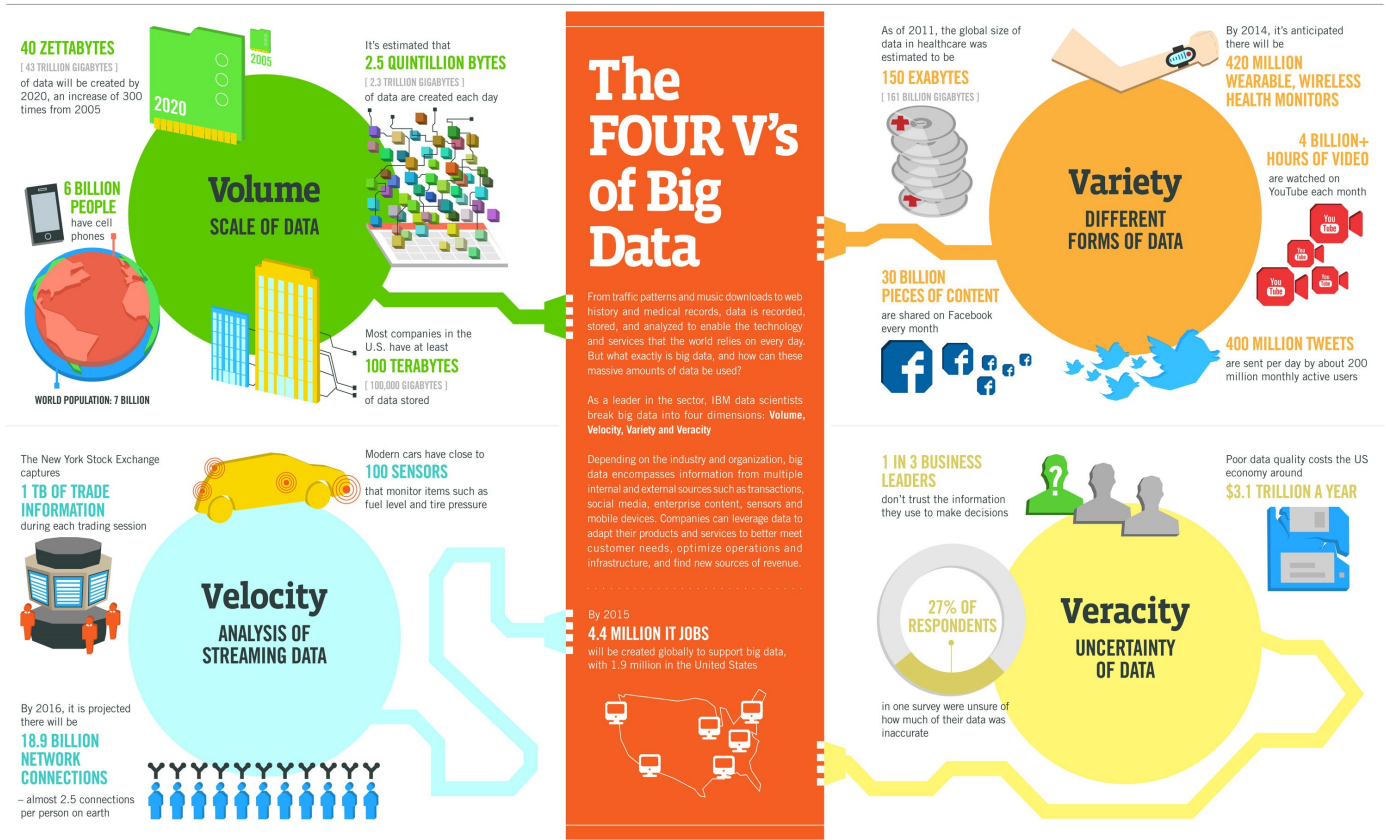 40 ZETTABYTES
[ 43 TRILLION GIGABYTES ]
of data will be created by
2020, an increase of 300
times from 2005
2020
2005
It's estimated that
2.5 QUINTILLION BYTES
[ 2.3 TRILLION GIGABYTES ]
of data are created each day
6 BILLION
PEOPLE
have cell
phones
WORLD POPULATION: 7 BILLION
Volume
SCALE OF DATA
Most companies in the
U.S. have at least
100 TERABYTES
[ 100,000 GIGABYTES ]
of data stored
The New York Stock Exchange
captures
1 TB OF TRADE
INFORMATION
during each trading session
Modern cars have close to
100 SENSORS
that monitor items such as
fuel level and tire pressure
Velocity
ANALYSIS OF
STREAMING DATA
By 2016, it is projected
there will be
18.9 BILLION
NETWORK
CONNECTIONS
– almost 2.5 connections
per person on earth
The
FOUR V's
of Big
Data
From traffic patterns and music downloads to web
history and medical records, data is recorded,
stored, and analyzed to enable the technology
and services that the world relies on every day.
But what exactly is big data, and how can these
massive amounts of data be used?
As a leader in the sector, IBM data scientists
break big data into four dimensions: Volume,
Velocity, Variety and Veracity
Depending on the industry and organization, big
data encompasses information from multiple
internal and external sources such as transactions,
social media, enterprise content, sensors and
mobile devices. Companies can leverage data to
adapt their products and services to better meet
customer needs, optimize operations and
infrastructure, and find new sources of revenue.
By 2015
4.4 MILLION IT JOBS
will be created globally to support big data,
with 1.9 million in the United States
As of 2011, the global size of
data in healthcare was
estimated to be
150 EXABYTES
[ 161 BILLION GIGABYTES ]
By 2014, it's anticipated
there will be
420 MILLION
WEARABLE, WIRELESS
HEALTH MONITORS
4 BILLION+
HOURS OF VIDEO
are watched on
YouTube each month
You
Tube
You
Tube
You
Tube
You
Tube
Variety
DIFFERENT
FORMS OF DATA
30 BILLION
PIECES OF CONTENT
are shared on Facebook
every month
f
f
f
f
f
f
400 MILLION TWEETS
are sent per day by about 200
million monthly active users
1 IN 3 BUSINESS
LEADERS
don't trust the information
they use to make decisions
?
Poor data quality costs the US
economy around
$3.1 TRILLION A YEAR
27% OF
RESPONDENTS
in one survey were unsure of
how much of their data was
inaccurate
Veracity
UNCERTAINTY
OF DATA